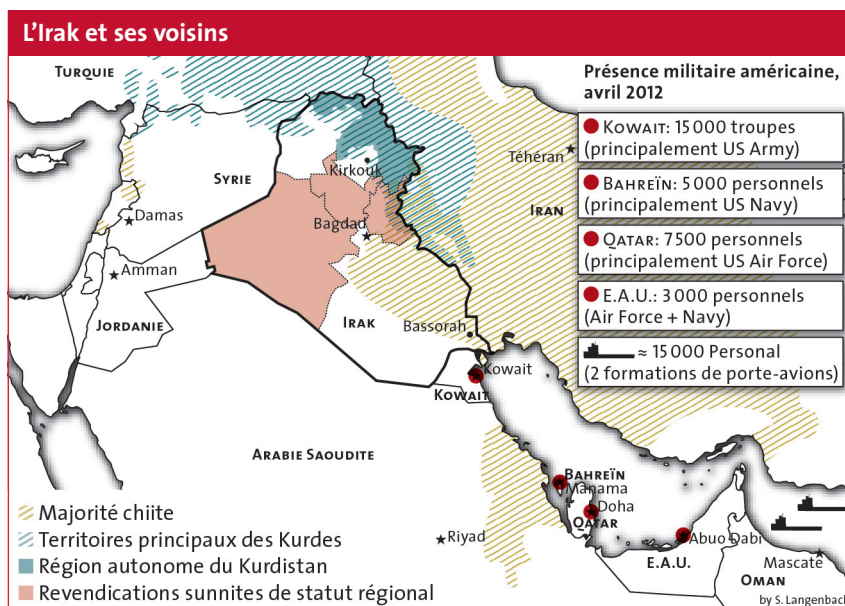 L'Irak et ses voisins
TURQUIE
Présence militaire américaine,
avril 2012
KOWAIT: 15 000 troupes
(principalement US Army)
BAHREÏN: 5 000 personnels
(principalement US Navy)
QATAR: 7 500 personnels
(principalement US Air Force)
E.A.U.: 3 000 personnels
(Air Force + Navy)
≈ 15 000 Personal
(2 formations de porte-avions)
Téhéran
Kirkouk
SYRIE
IRAN
Damas
Bagdad
Amman
JORDANIE
IRAK
Bassorah
Kowait
KOWAIT
ARABIE SAOUDITE
BAHREÏN
Manama
Doha
QATAR
Riyad
Abuo Dabi
E.A.U.
Mascate
OMAN
Majorité chiite
Territoires principaux des Kurdes
Région autonome du Kurdistan
Revendications sunnites de statut régional
by S. Langenbach